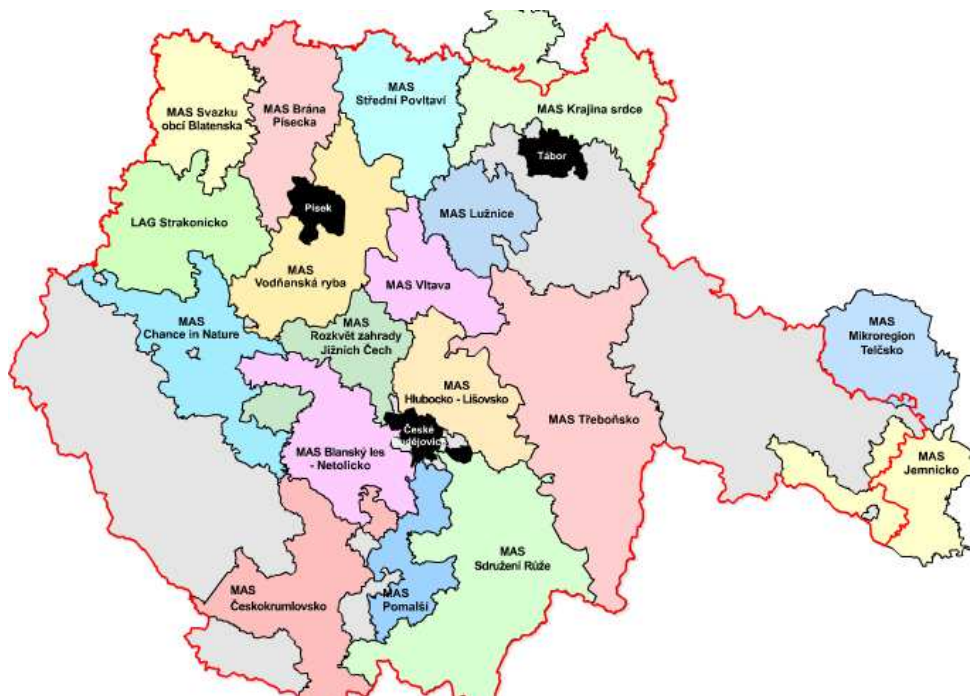 MAS
Střední Povltaví
MAS Krajina srdce
MAS Svazku
obcí Blatenska
MAS Brána
Písecka
Tábor
Písek
LAG Strakonicko
MAS Lužnice
MAS
Vodňanská ryba
MAS Vltava
MAS
Chance in Nature
MAS
Rozkvět zahrady
Jižních Čech
MAS
Mikroregion
Telčsko
MAS
Hlubocko - Lišovsko
MAS Třeboňsko
České
Budějovice
MAS Blanský les
- Netolicko
MAS
Jemnicko
MAS
Sdružení Růže
MAS
Českokrumlovsko
MAS
Pomalší